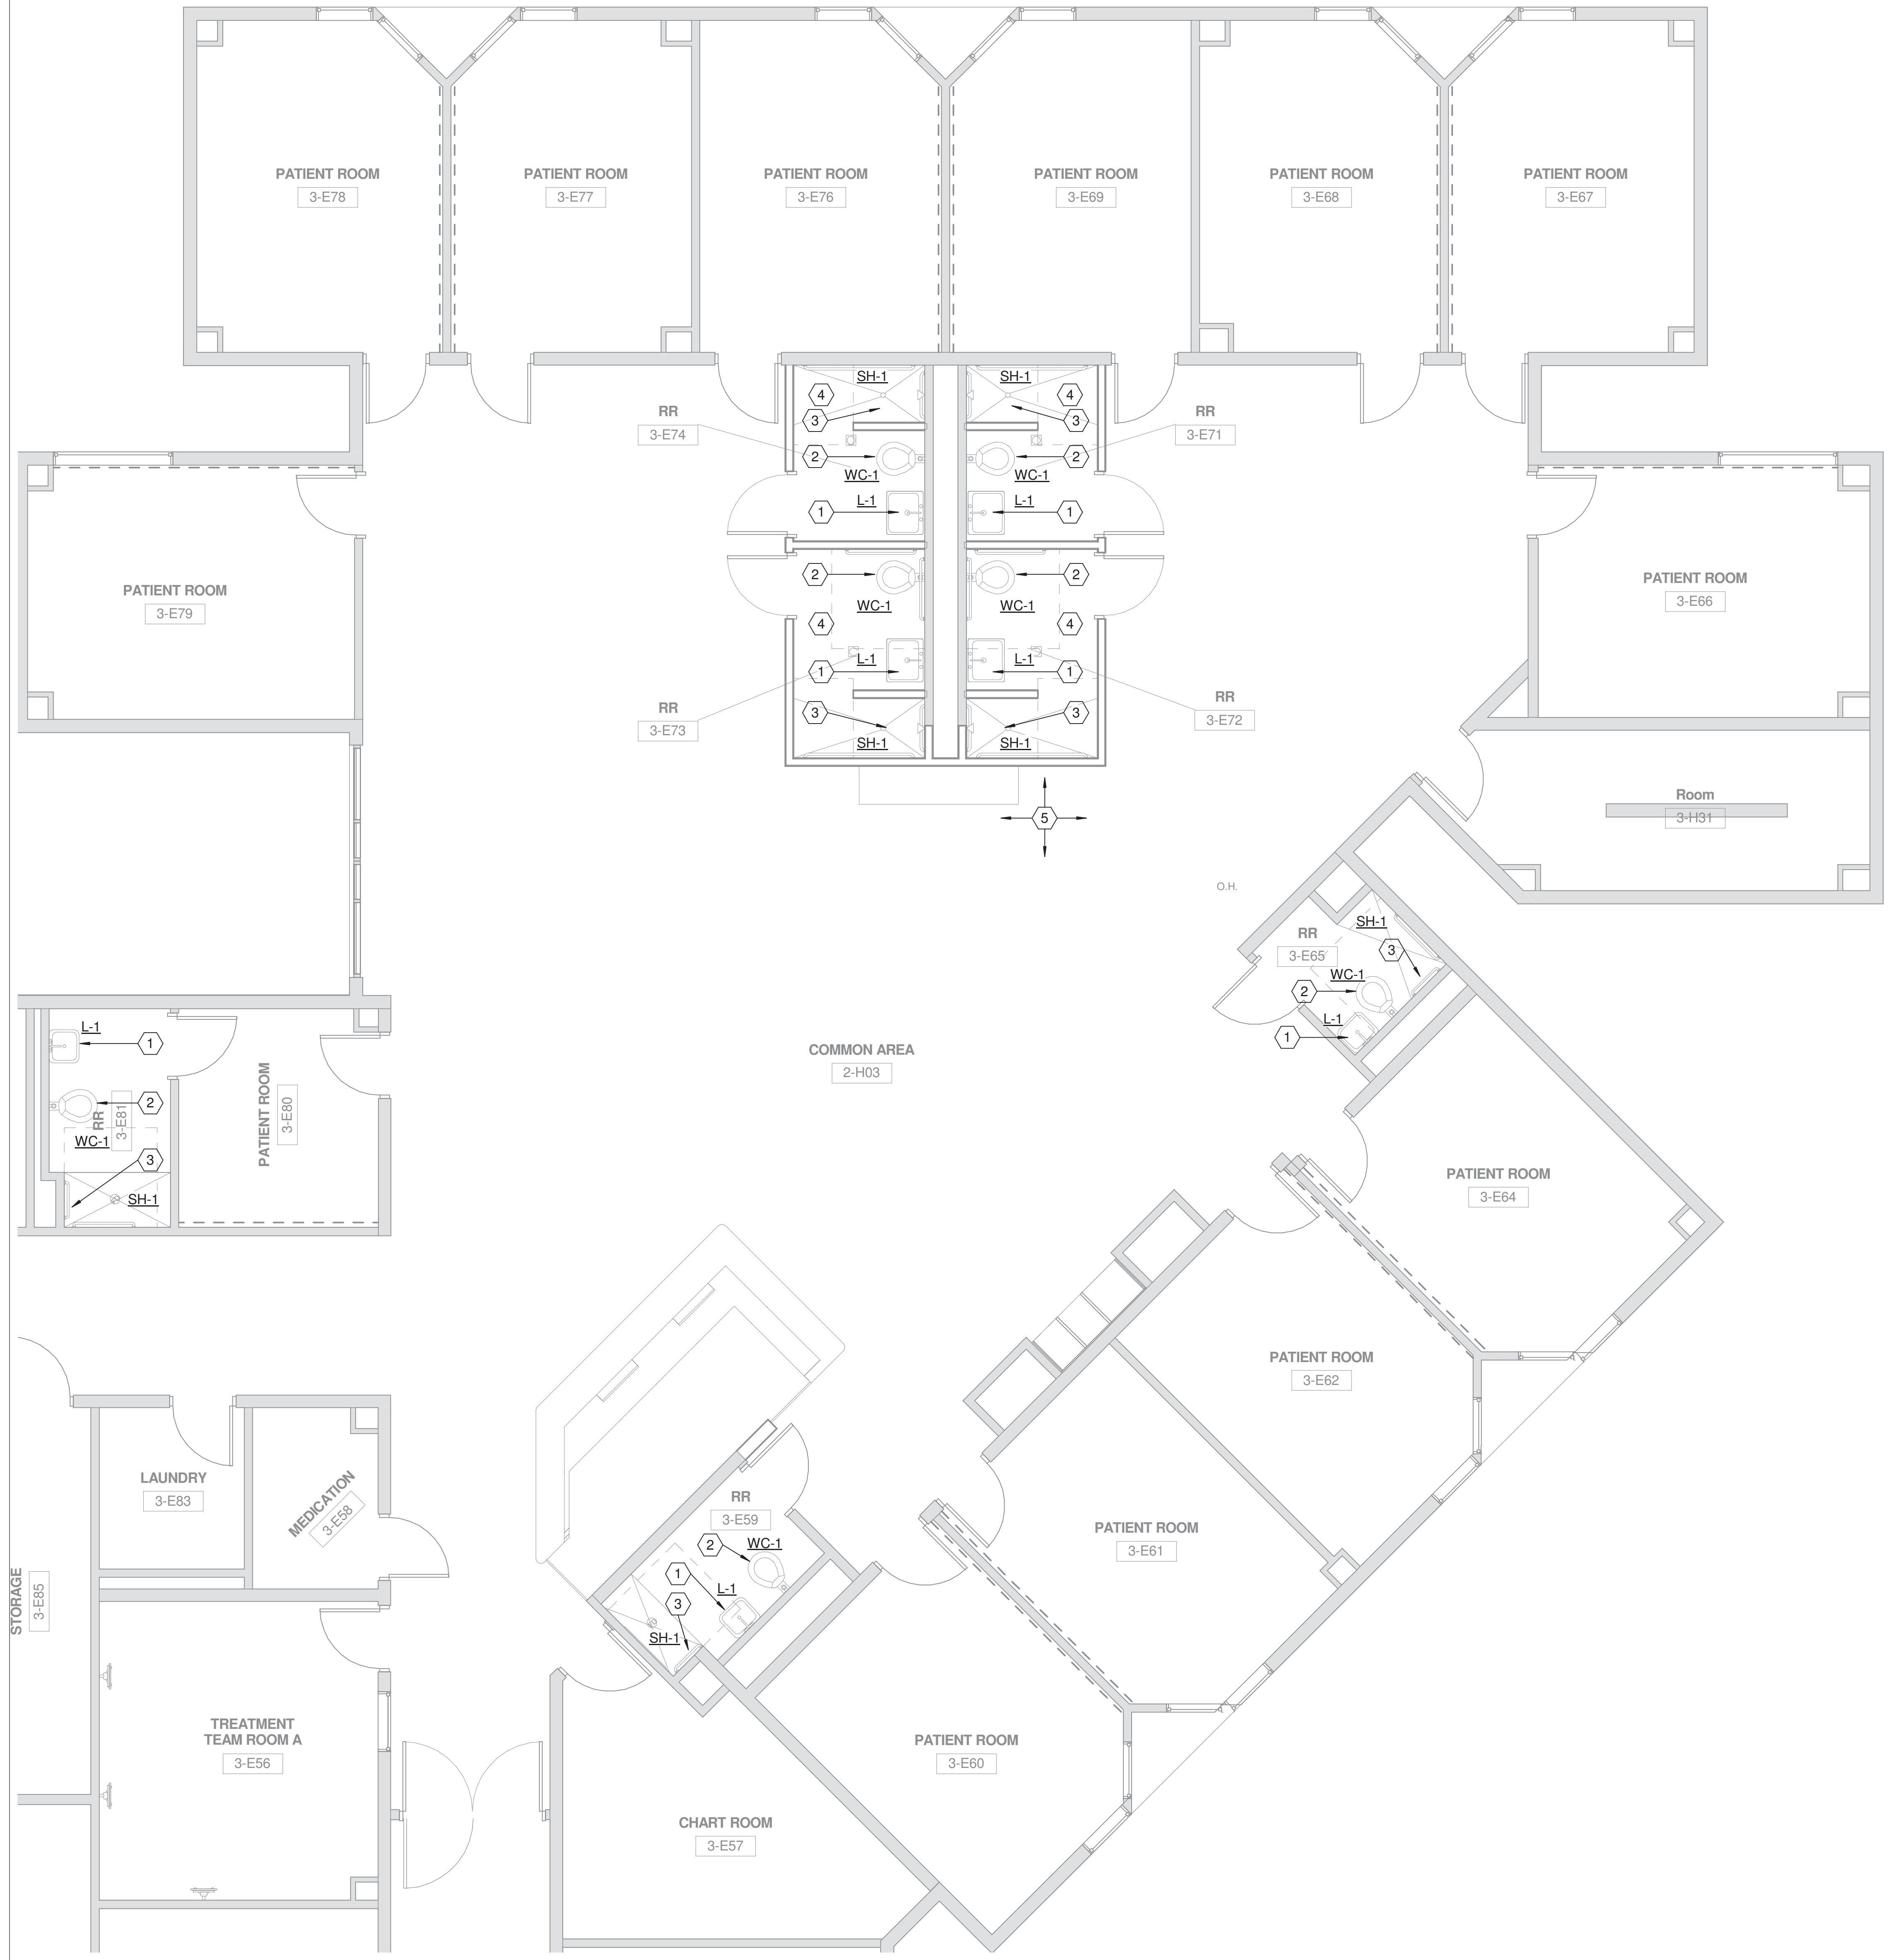 PATIENT ROOM
3-E78
PATIENT ROOM
3-E77
PATIENT ROOM
3-E76
PATIENT ROOM
3-E69
PATIENT ROOM
3-E68
PATIENT ROOM
3-E67
RR
3-E74
SH-1
4
3
2
WC-1
L-1
1
SH-1
4
3
2
WC-1
L-1
1
RR
3-E71
2
WC-1
4
L-1
1
3
SH-1
RR
3-E73
2
WC-1
4
L-1
1
3
SH-1
RR
3-E72
5
PATIENT ROOM
3-E79
PATIENT ROOM
3-E66
Room
3-H31
O.H.
RR
3-E65
SH-1
3
WC-1
2
L-1
1
COMMON AREA
2-H03
L-1
1
2
RR
3-E81
WC-1
3
SH-1
PATIENT ROOM
3-E80
PATIENT ROOM
3-E64
PATIENT ROOM
3-E62
PATIENT ROOM
3-E61
LAUNDRY
3-E83
MEDICATION
3-E58
STORAGE
3-E85
RR
3-E59
2
WC-1
1
L-1
3
SH-1
TREATMENT
TEAM ROOM A
3-E56
PATIENT ROOM
3-E60
CHART ROOM
3-E57